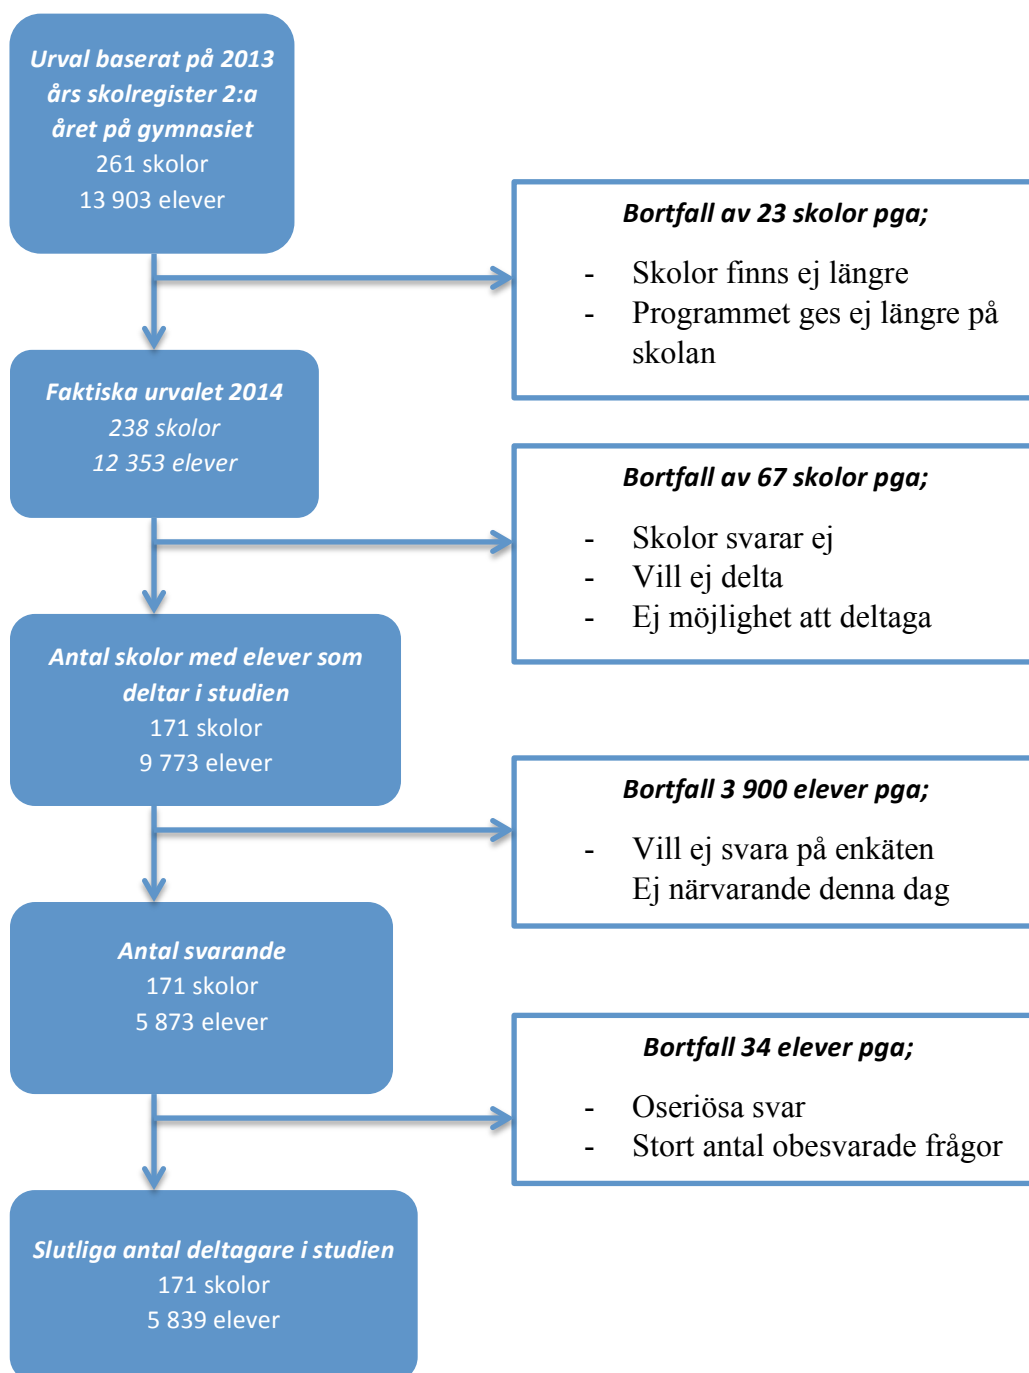 Urval baserat på 2013
års skolregister 2:a
året på gymnasiet
261 skolor
13 903 elever
Bortfall av 23 skolor pga;
- Skolor finns ej längre
- Programmet ges ej längre på
skolan
Faktiska urvalet 2014
238 skolor
12 353 elever
Bortfall av 67 skolor pga;
- Skolor svarar ej
- Vill ej delta
- Ej möjlighet att deltaga
Antal skolor med elever som
deltar i studien
171 skolor
9 773 elever
Bortfall 3 900 elever pga;
- Vill ej svara på enkäten
Ej närvarande denna dag
Antal svarande
171 skolor
5 873 elever
Bortfall 34 elever pga;
- Oseriösa svar
- Stort antal obesvarade frågor
Slutliga antal deltagare i studien
171 skolor
5 839 elever